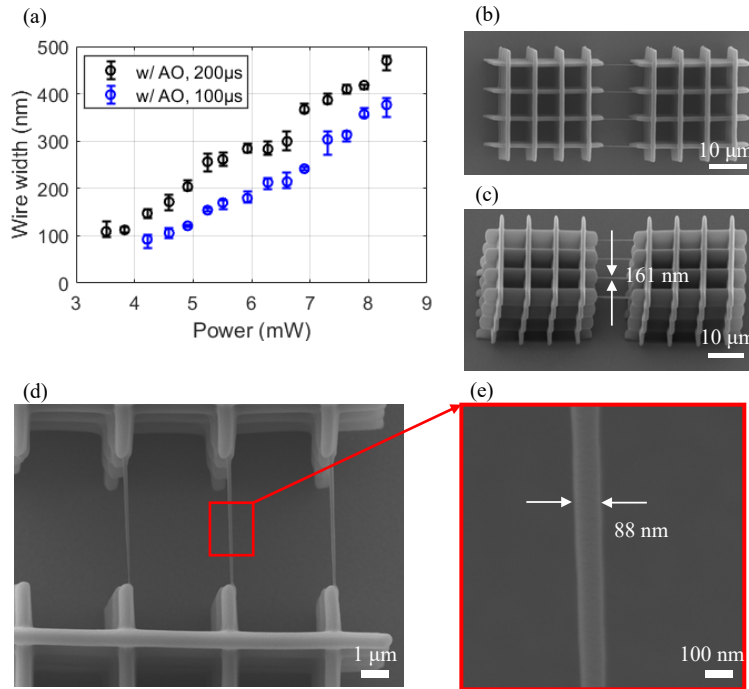 (a)
500
400
300
200
100
0
Wire width (nm)
w/ AO, 200µs
w/ AO, 100µs
3 4 5 6 7 8 9
Power (mW)
(b)
10 µm
(c)
161 nm
10 µm
(d)
1 µm
(e)
88 nm
100 nm